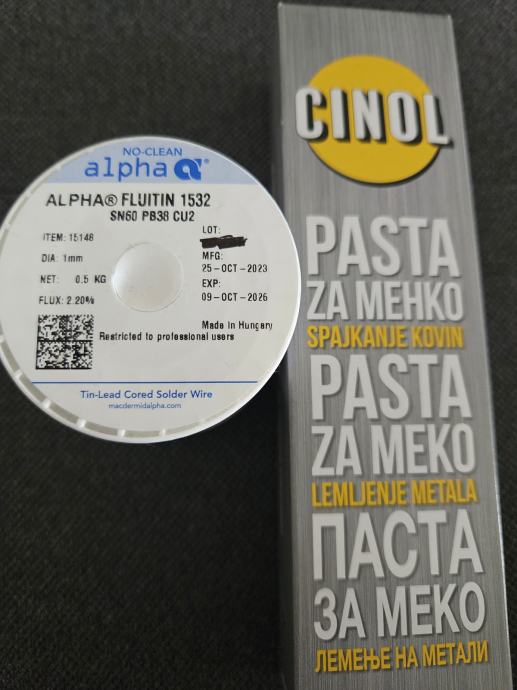 NO-CLEAN
alpha a®
ALPHA® FLUITIN 1532
SN60 PB38 CU2
ITEM: 15148
DIA: 1mm
NET: 0.5 KG
FLUX: 2.20%
LOT:
MFG:
25-OCT-2023
EXP:
09-OCT-2026
Made in Hungary
Restricted to professional users
Tin-Lead Cored Solder Wire
macdermidalpha.com
CINOL
PASTA
ZA MEHKO
SPAJKANJE KOVIN
PASTA
ZA MEKO
LEMLJENJE METALA
ПАСТА
ЗА МЕКО
ЛЕМЕЊЕ НА МЕТАЛИ